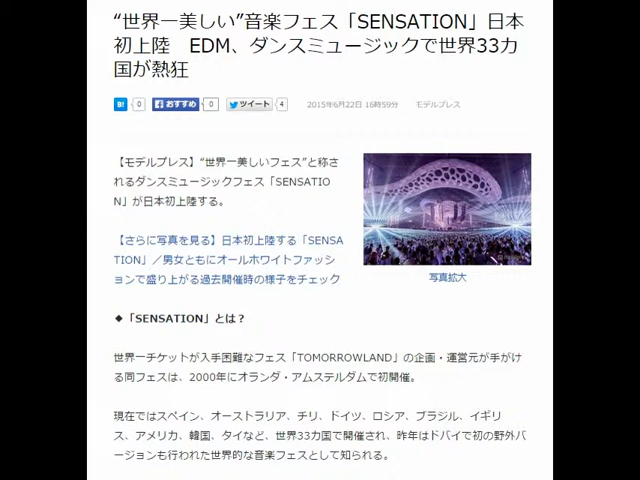 “世界一美しい”音楽フェス「SENSATION」日本
初上陸　EDM、ダンスミュージックで世界33カ
国が熱狂
B! 0 おすすめ 0 ツイート 4 2015年6月22日 16時59分 モデルプレス
【モデルプレス】“世界一美しいフェス”と称さ
れるダンスミュージックフェス「SENSATIO
N」が日本初上陸する。
【さらに写真を見る】日本初上陸する「SENSA
TION」／男女ともにオールホワイトファッシ
ョンで盛り上がる過去開催時の様子をチェック
写真拡大
◆「SENSATION」とは？
世界一チケットが入手困難なフェス「TOMORROWLAND」の企画・運営元が手がけ
る同フェスは、2000年にオランダ・アムステルダムで初開催。
現在ではスペイン、オーストラリア、チリ、ドイツ、ロシア、ブラジル、イギリ
ス、アメリカ、韓国、タイなど、世界33カ国で開催され、昨年はドバイで初の野外バ
ージョンも行われた世界的な音楽フェスとして知られる。